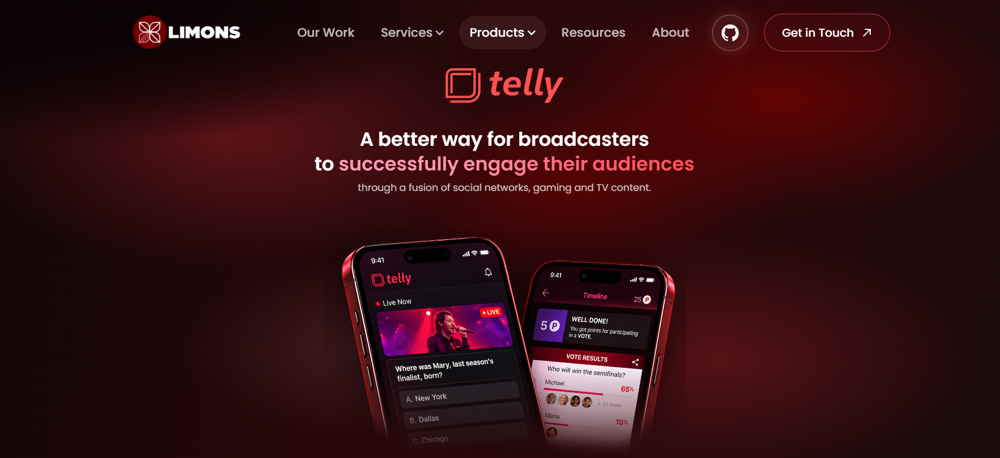 LIMONS
Our Work
Services
Products
Resources
About
Get in Touch
telly
A better way for broadcasters
to successfully engage their audiences
through a fusion of social networks, gaming and TV content.
9:41
telly
Live Now
LIVE
Where was Mary, last season's
finalist, born?
A. New York
B. Dallas
C. Chicago
9:41
Timeline
25 P
5 P
WELL DONE!
You got points for participating
in a VOTE.
VOTE RESULTS
Who will win the semifinals?
Michael
65%
+ 22 more
Maria
10%